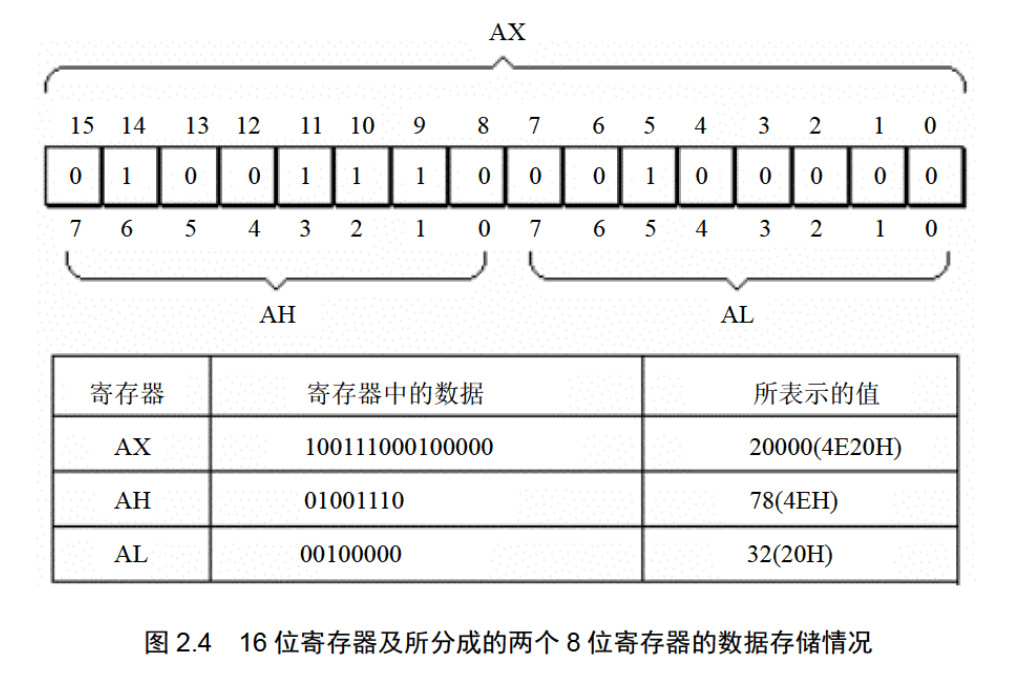 AX
15 14 13 12 11 10 9 8 7 6 5 4 3 2 1 0
0 1 0 0 1 1 1 0 0 0 1 0 0 0 0 0
7 6 5 4 3 2 1 0 7 6 5 4 3 2 1 0
AH AL
寄存器 寄存器中的数据 所表示的值
AX 100111000100000 20000(4E20H)
AH 01001110 78(4EH)
AL 00100000 32(20H)
图 2.4 16 位寄存器及所分成的两个 8 位寄存器的数据存储情况